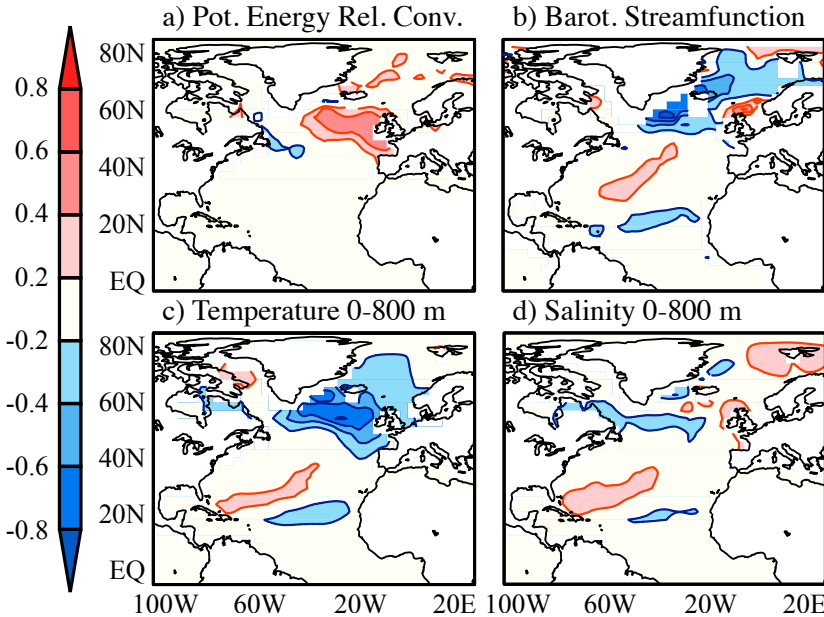 a) Pot. Energy Rel. Conv.
b) Barot. Streamfunction
80N
60N
40N
20N
EQ
80N
60N
40N
20N
EQ
0.8
0.6
0.4
0.2
-0.2
-0.4
-0.6
-0.8
c) Temperature 0-800 m
d) Salinity 0-800 m
80N
60N
40N
20N
EQ
80N
60N
40N
20N
EQ
100W 60W 20W 20E 100W 60W 20W 20E